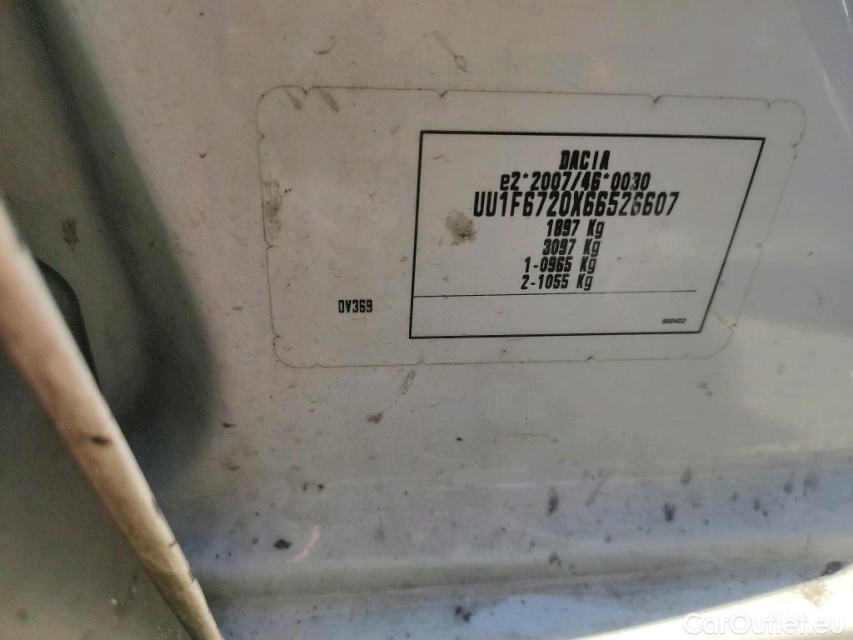 DACIA
e2*2007/46*0030
UU1F6720X66526607
1897 Kg
3097 Kg
1-0965 Kg
2-1055 Kg
DV369
CarOutlet.eu